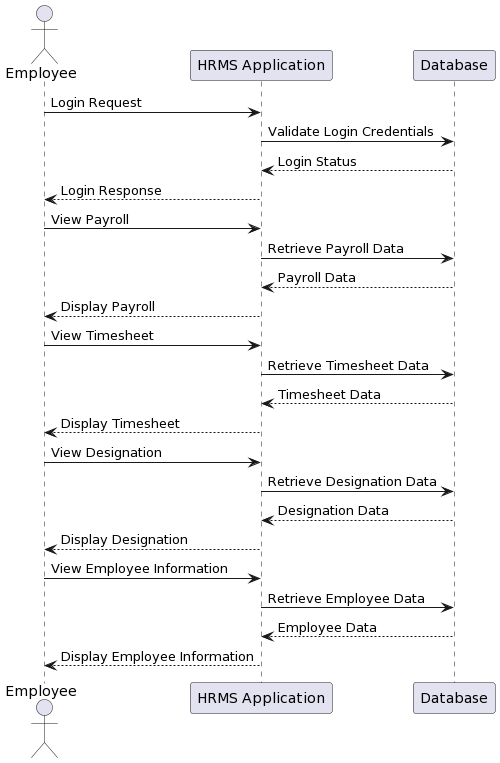 Employee
HRMS Application
Database
Login Request
Validate Login Credentials
Login Status
Login Response
View Payroll
Retrieve Payroll Data
Payroll Data
Display Payroll
View Timesheet
Retrieve Timesheet Data
Timesheet Data
Display Timesheet
View Designation
Retrieve Designation Data
Designation Data
Display Designation
View Employee Information
Retrieve Employee Data
Employee Data
Display Employee Information
Employee
HRMS Application
Database